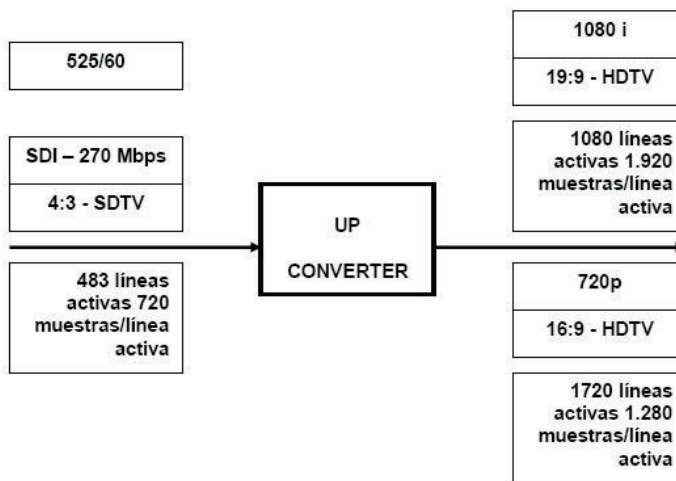 525/60
SDI – 270 Mbps
4:3 - SDTV
483 líneas
activas 720
muestras/línea
activa
UP
CONVERTER
1080 i
19:9 - HDTV
1080 líneas
activas 1.920
muestras/línea
activa
720p
16:9 - HDTV
1720 líneas
activas 1.280
muestras/línea
activa